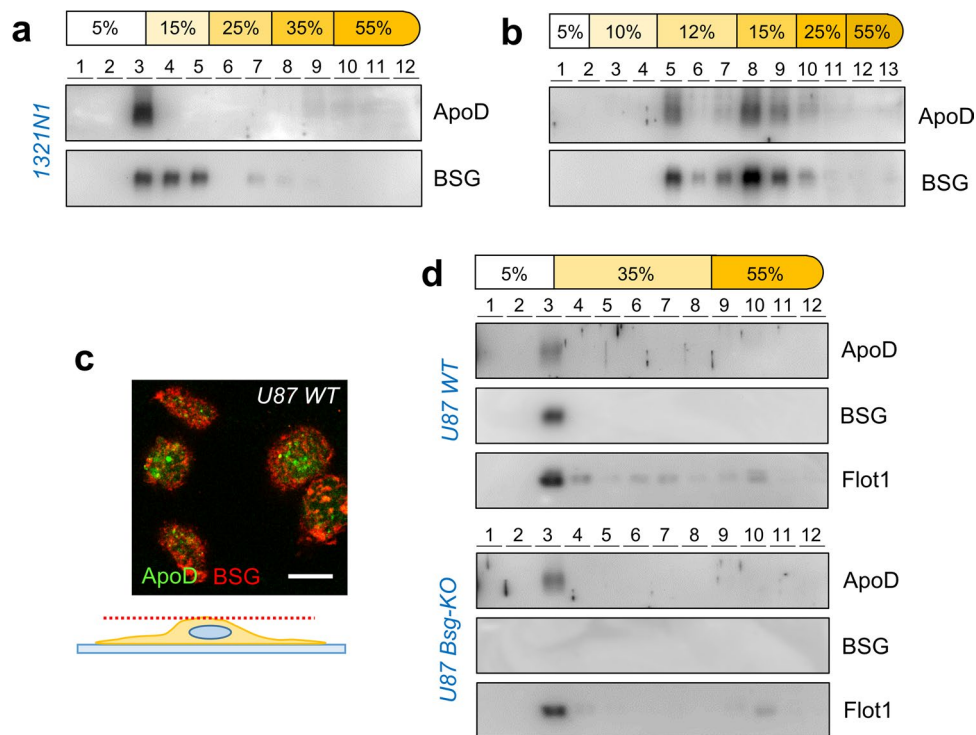 a
5% 15% 25% 35% 55%
1 2 3 4 5 6 7 8 9 10 11 12
1321N1
ApoD
BSG
b
5% 10% 12% 15% 25% 55%
1 2 3 4 5 6 7 8 9 10 11 12 13
ApoD
BSG
c
U87 WT
ApoD BSG
d
5% 35% 55%
1 2 3 4 5 6 7 8 9 10 11 12
U87 WT
ApoD
BSG
Flot1
1 2 3 4 5 6 7 8 9 10 11 12
U87 Bsg-KO
ApoD
BSG
Flot1